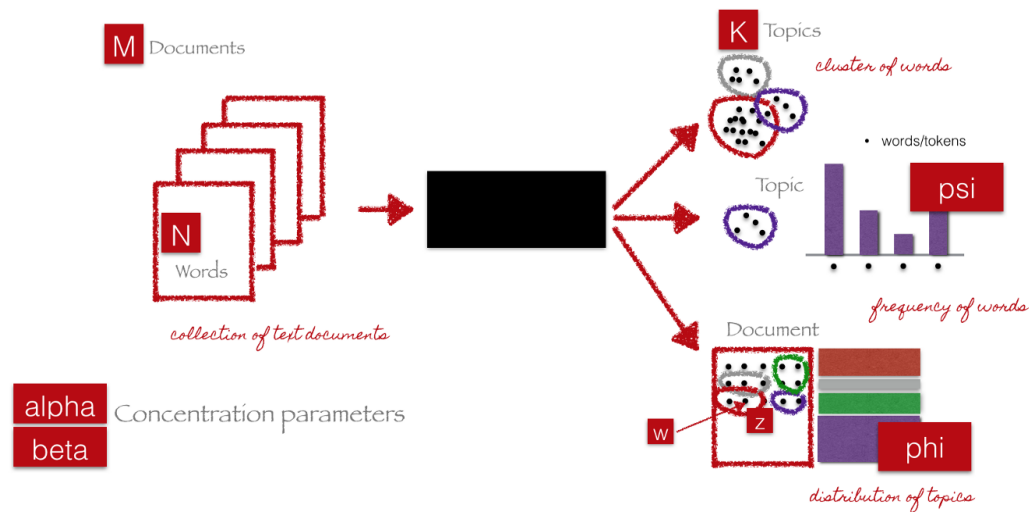 M Documents
K Topics
cluster of words
• words/tokens
Topic
psi
N
Words
frequency of words
collection of text documents
Document
alpha
beta
Concentration parameters
w
z
phi
distribution of topics